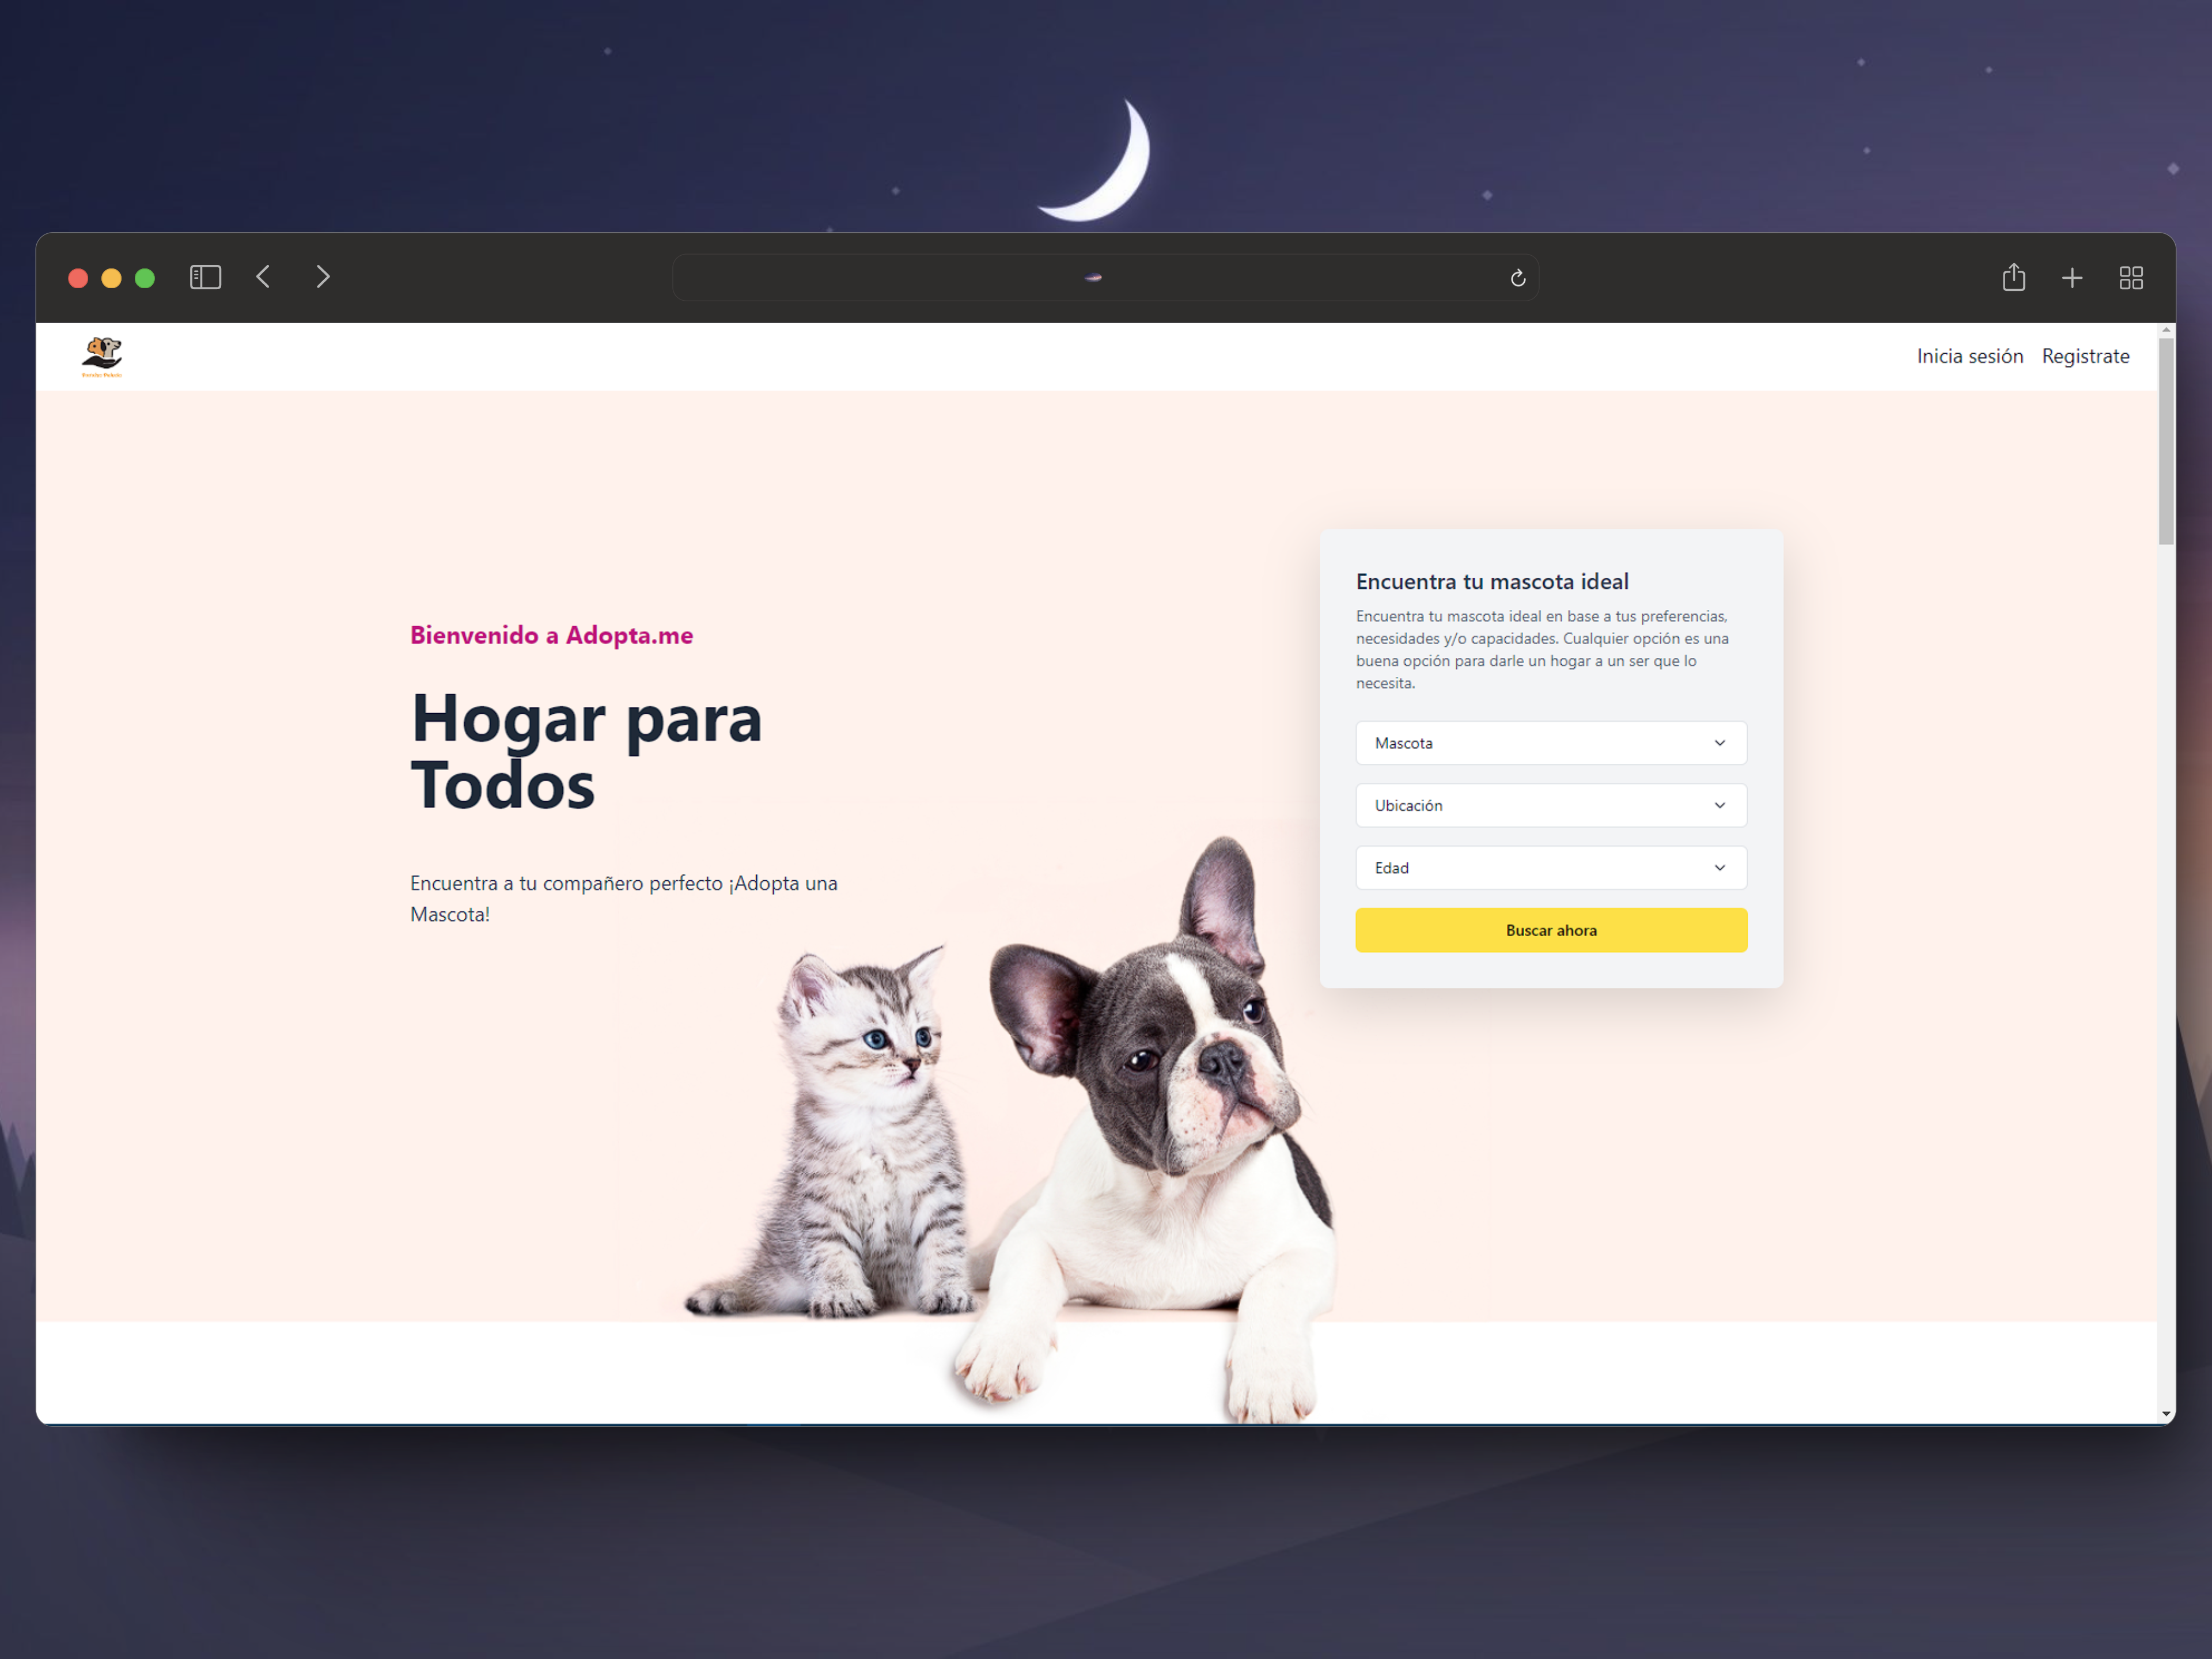 Inicia sesión
Registrate
Bienvenido a Adopta.me
Hogar para
Todos
Encuentra a tu compañero perfecto ¡Adopta una
Mascota!
Encuentra tu mascota ideal
Encuentra tu mascota ideal en base a tus preferencias,
necesidades y/o capacidades. Cualquier opción es una
buena opción para darle un hogar a un ser que lo
necesita.
Mascota
Ubicación
Edad
Buscar ahora